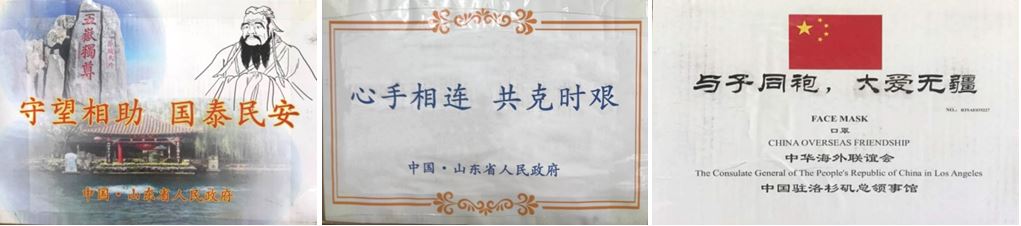 五嶽獨尊
守望相助 国泰民安
中国·山东省人民政府
心手相连 共克时艰
中国·山东省人民政府
与子同袍，大爱无疆
FACE MASK
口罩
CHINA OVERSEAS FRIENDSHIP
中华海外联谊会
The Consulate General of The People's Republic of China in Los Angeles
中国驻洛杉矶总领事馆